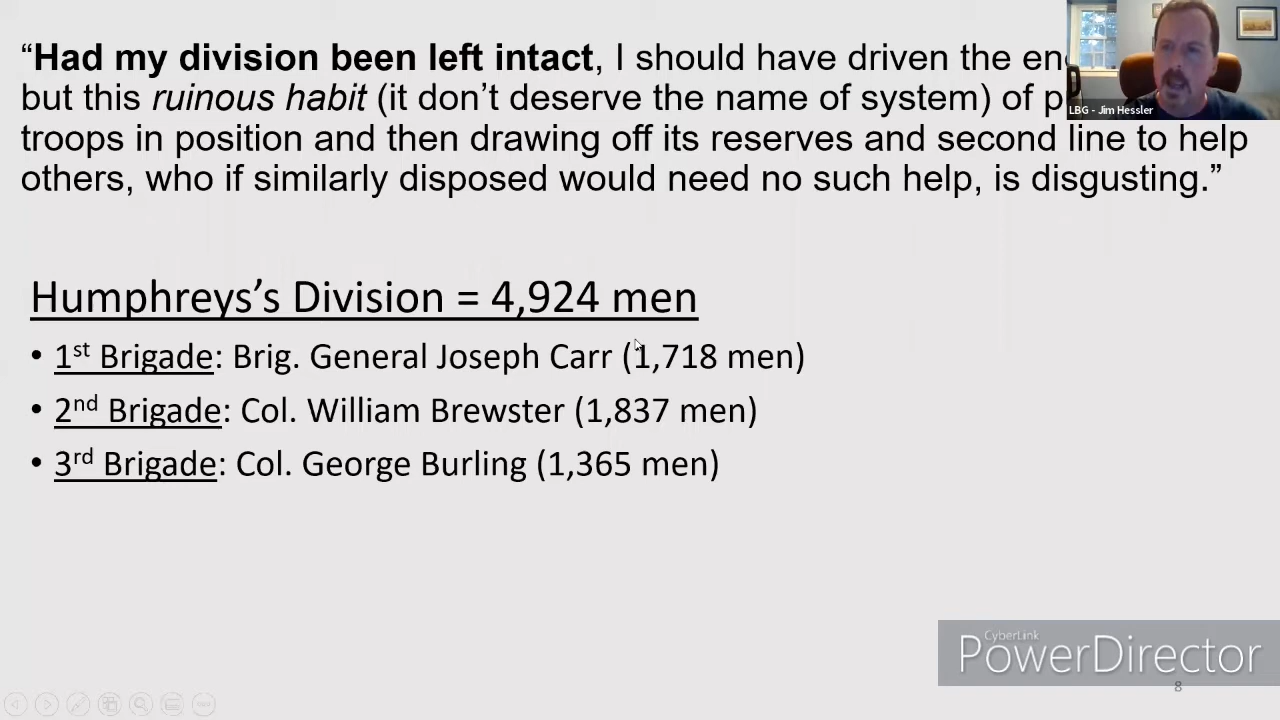 “Had my division been left intact, I should have driven the
but this ruinous habit (it don’t deserve the name of system) of
troops in position and then drawing off its reserves and second line to help
others, who if similarly disposed would need no such help, is disgusting.”
LBG - Jim Hessler
Humphreys’s Division = 4,924 men
• 1st Brigade: Brig. General Joseph Carr (1,718 men)
• 2nd Brigade: Col. William Brewster (1,837 men)
• 3rd Brigade: Col. George Burling (1,365 men)
CyberLink
PowerDirector
8